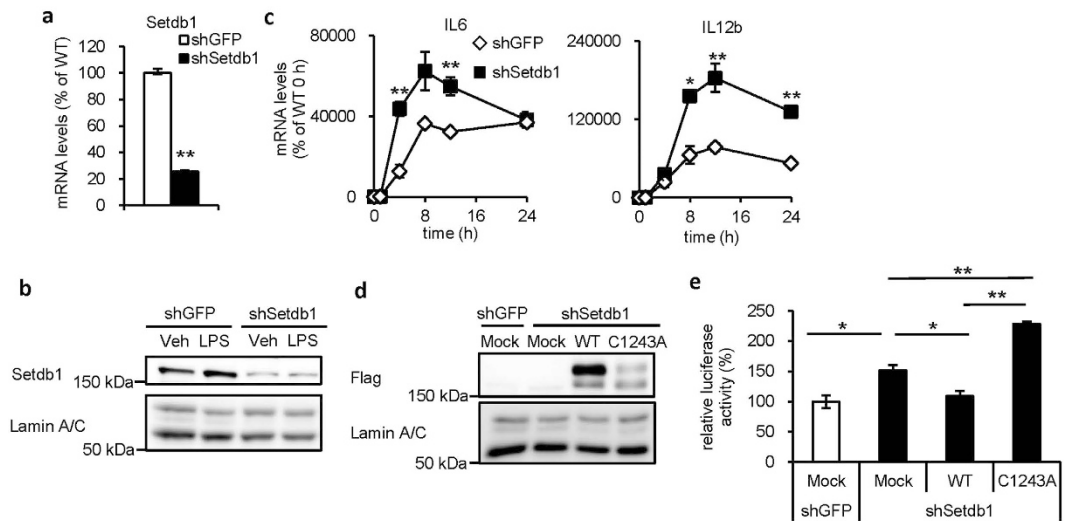 a
Setdb1
mRNA levels (% of WT)
120
100
80
60
40
20
0
**
shGFP
shSetdb1
c
IL6
mRNA levels
(% of WT 0 h)
80000
40000
0
**
**
0 8 16 24
time (h)
shGFP
shSetdb1
IL12b
240000
120000
0
*
**
**
0 8 16 24
time (h)
b
shGFP shSetdb1
Veh LPS Veh LPS
Setdb1
150 kDa
Lamin A/C
50 kDa
d
shGFP shSetdb1
Mock Mock WT C1243A
Flag
150 kDa
Lamin A/C
50 kDa
e
relative luciferase
activity (%)
250
200
150
100
50
0
**
**
*
*
Mock Mock WT C1243A
shGFP shSetdb1